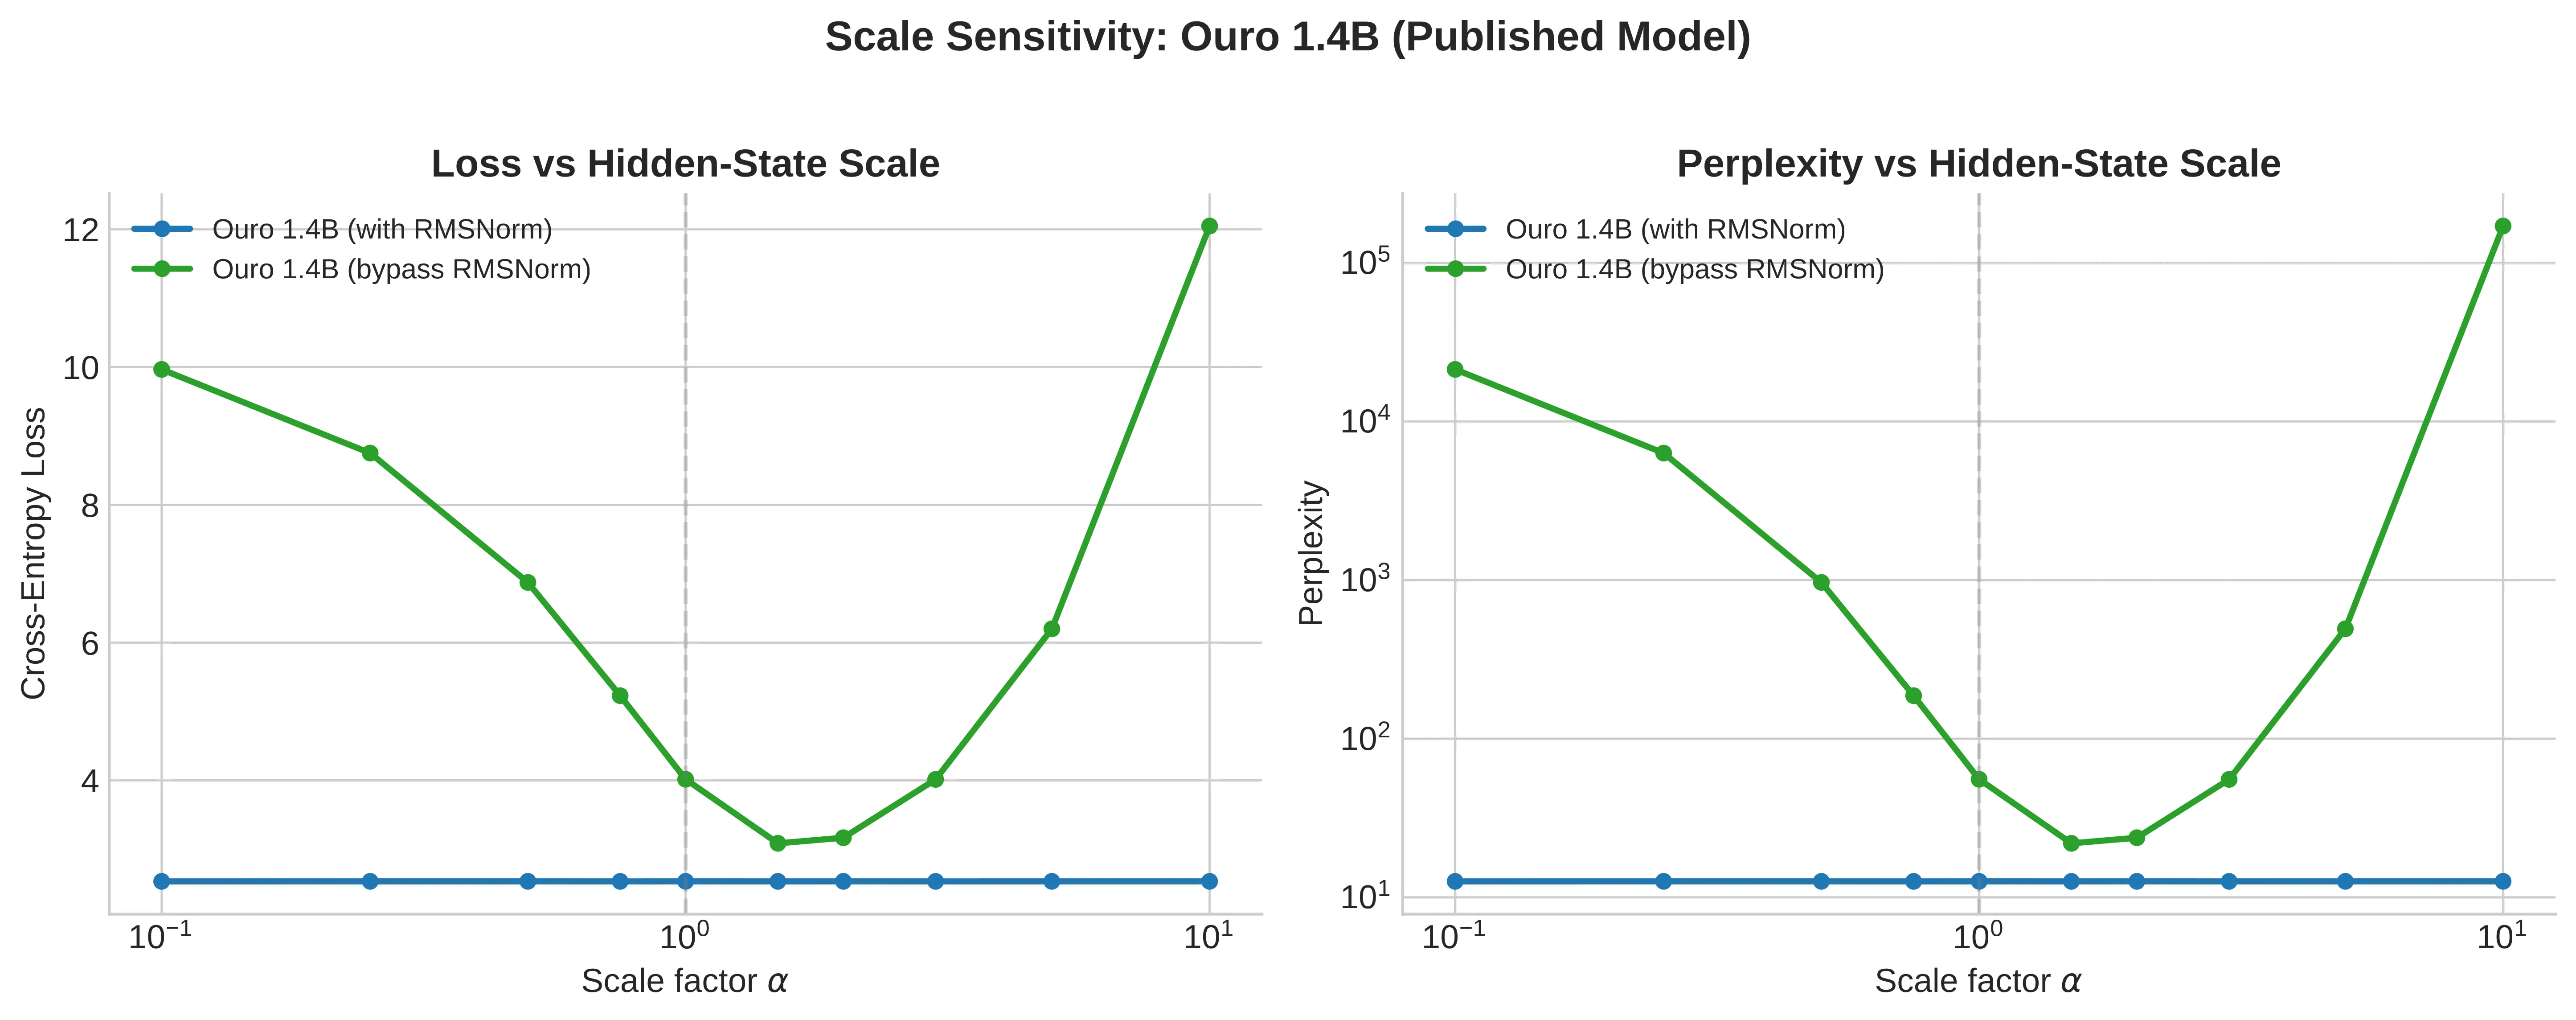 Scale Sensitivity: Ouro 1.4B (Published Model)
Loss vs Hidden-State Scale
Ouro 1.4B (with RMSNorm)
Ouro 1.4B (bypass RMSNorm)
Cross-Entropy Loss
12
10
8
6
4
10⁻¹
10⁰
10¹
Scale factor α
Perplexity vs Hidden-State Scale
Ouro 1.4B (with RMSNorm)
Ouro 1.4B (bypass RMSNorm)
Perplexity
10⁵
10⁴
10³
10²
10¹
10⁻¹
10⁰
10¹
Scale factor α